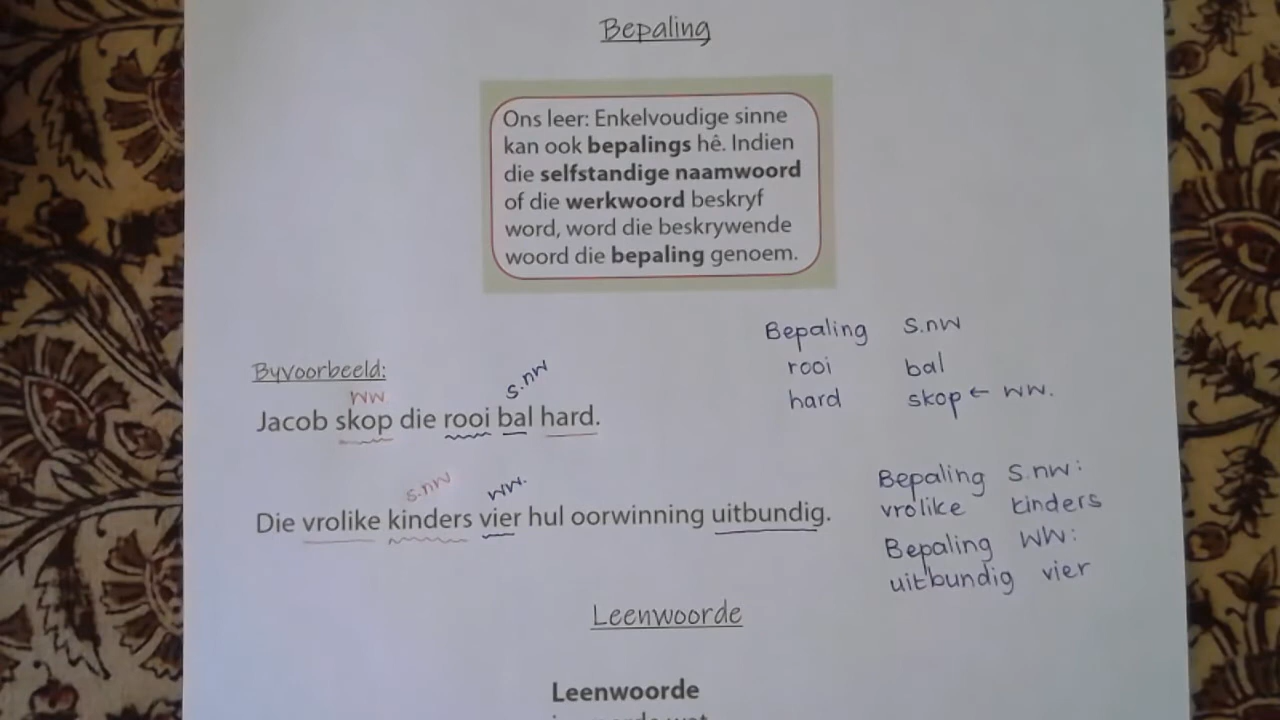 Bepaling
Ons leer: Enkelvoudige sinne
kan ook bepalings hê. Indien
die selfstandige naamwoord
of die werkwoord beskryf
word, word die beskrywende
woord die bepaling genoem.
Bepaling s.nw
rooi bal
hard skop ← ww.
Byvoorbeeld:
ww s.nw
Jacob skop die rooi bal hard.
s.nw ww.
Die vrolike kinders vier hul oorwinning uitbundig.
Bepaling s.nw:
vrolike kinders
Bepaling ww:
uitbundig vier
Leenwoorde
Leenwoorde